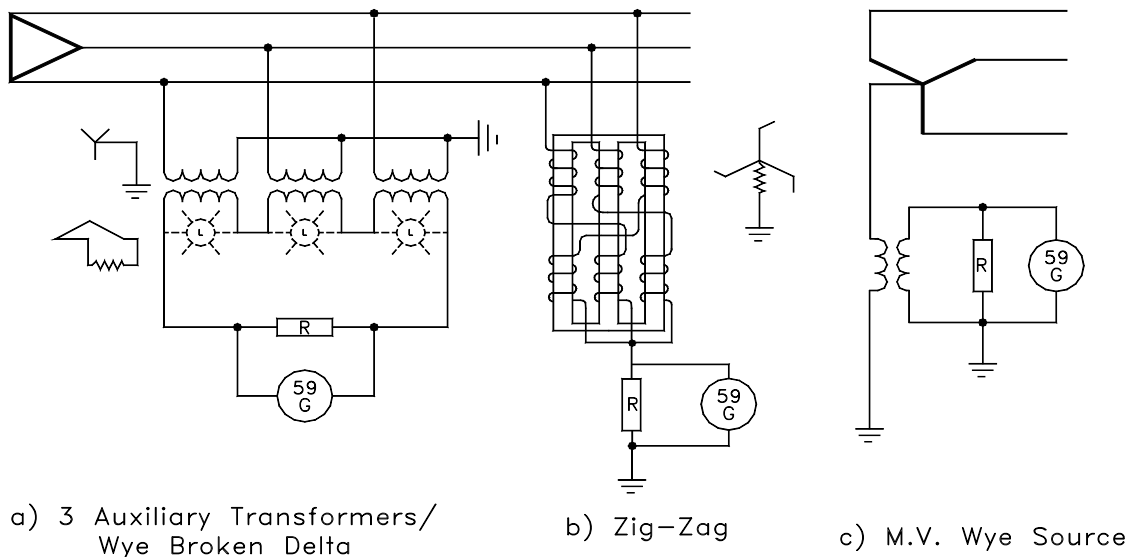 L
L
L
R
59
G
R
59
G
R
59
G
a) 3 Auxiliary Transformers/
Wye Broken Delta
b) Zig-Zag
c) M.V. Wye Source